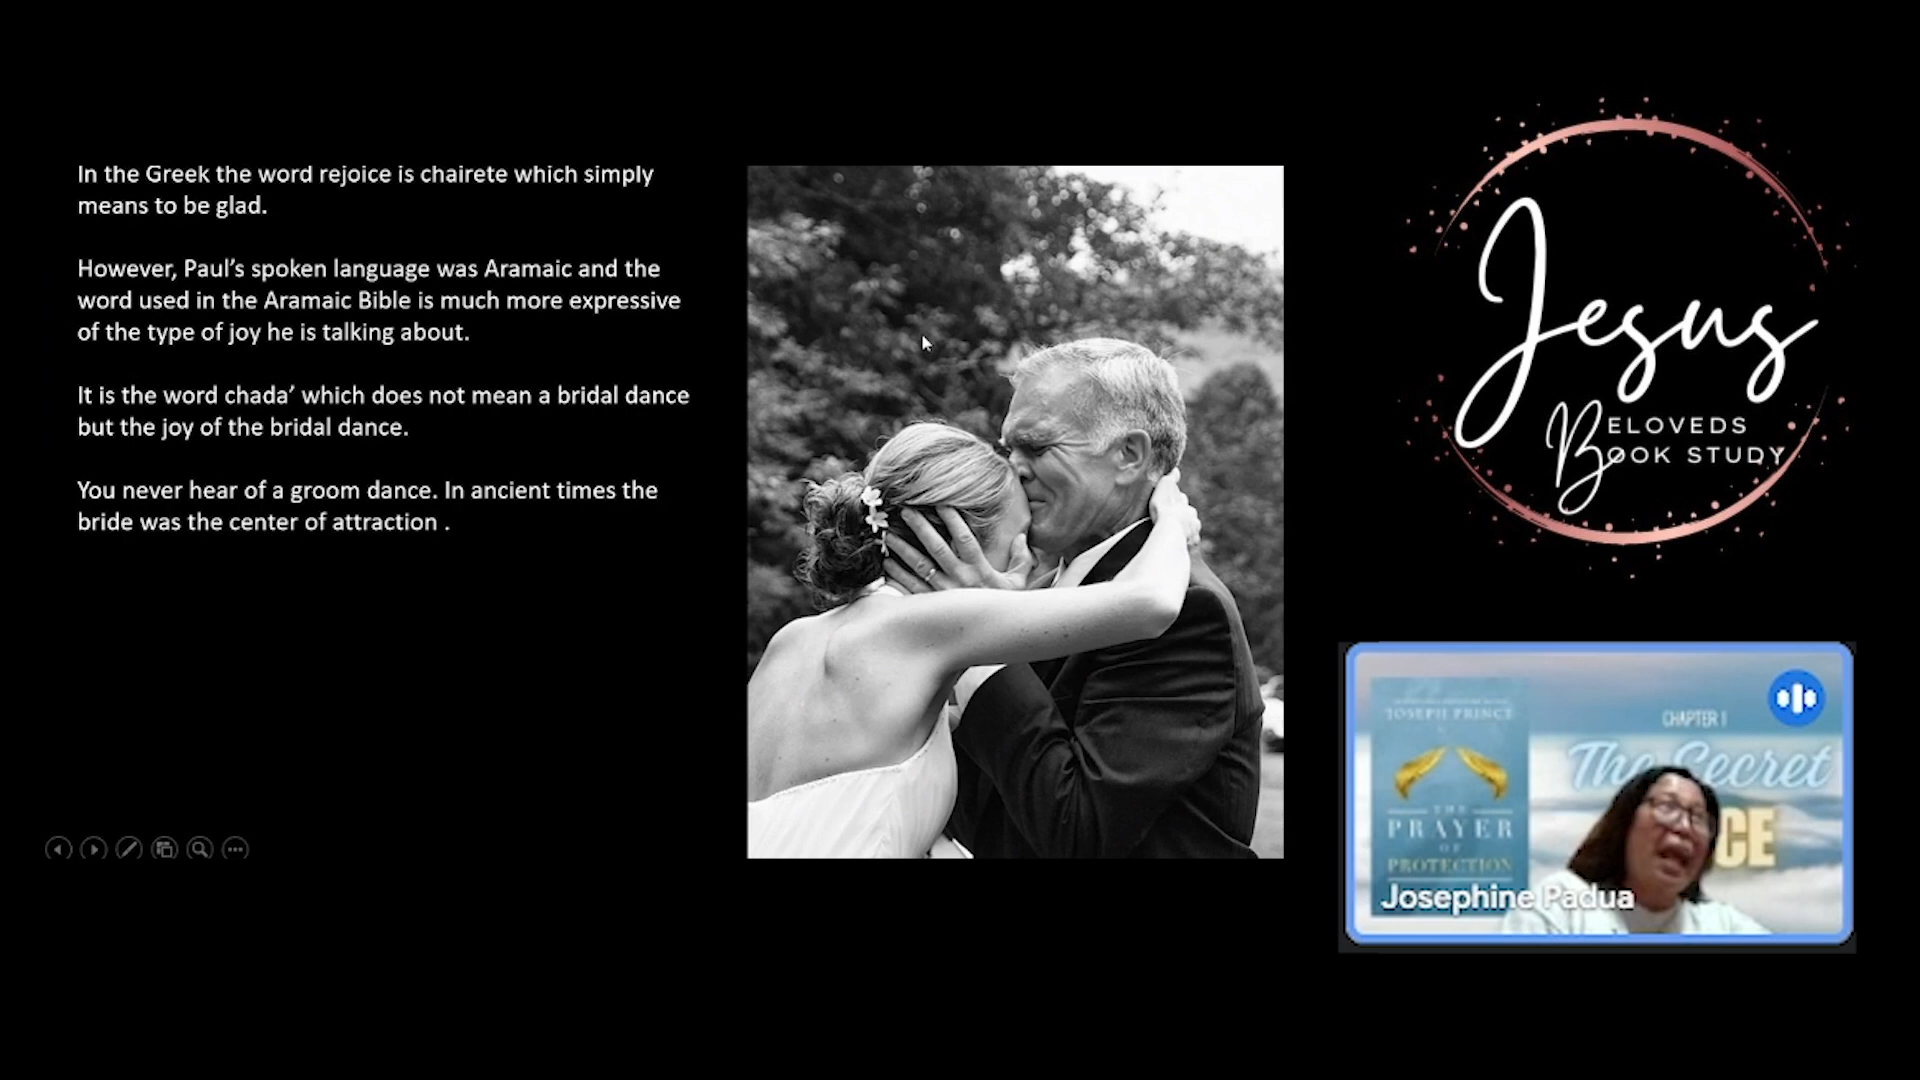 In the Greek the word rejoice is chairete which simply
means to be glad.
However, Paul’s spoken language was Aramaic and the
word used in the Aramaic Bible is much more expressive
of the type of joy he is talking about.
It is the word chada’ which does not mean a bridal dance
but the joy of the bridal dance.
You never hear of a groom dance. In ancient times the
bride was the center of attraction .
Jesus
BELOVEDS
BOOK STUDY
JOSEPH PRINCE
THE
PRAYER
OF
PROTECTION
CHAPTER 1
The Secret
CE
Josephine Padua